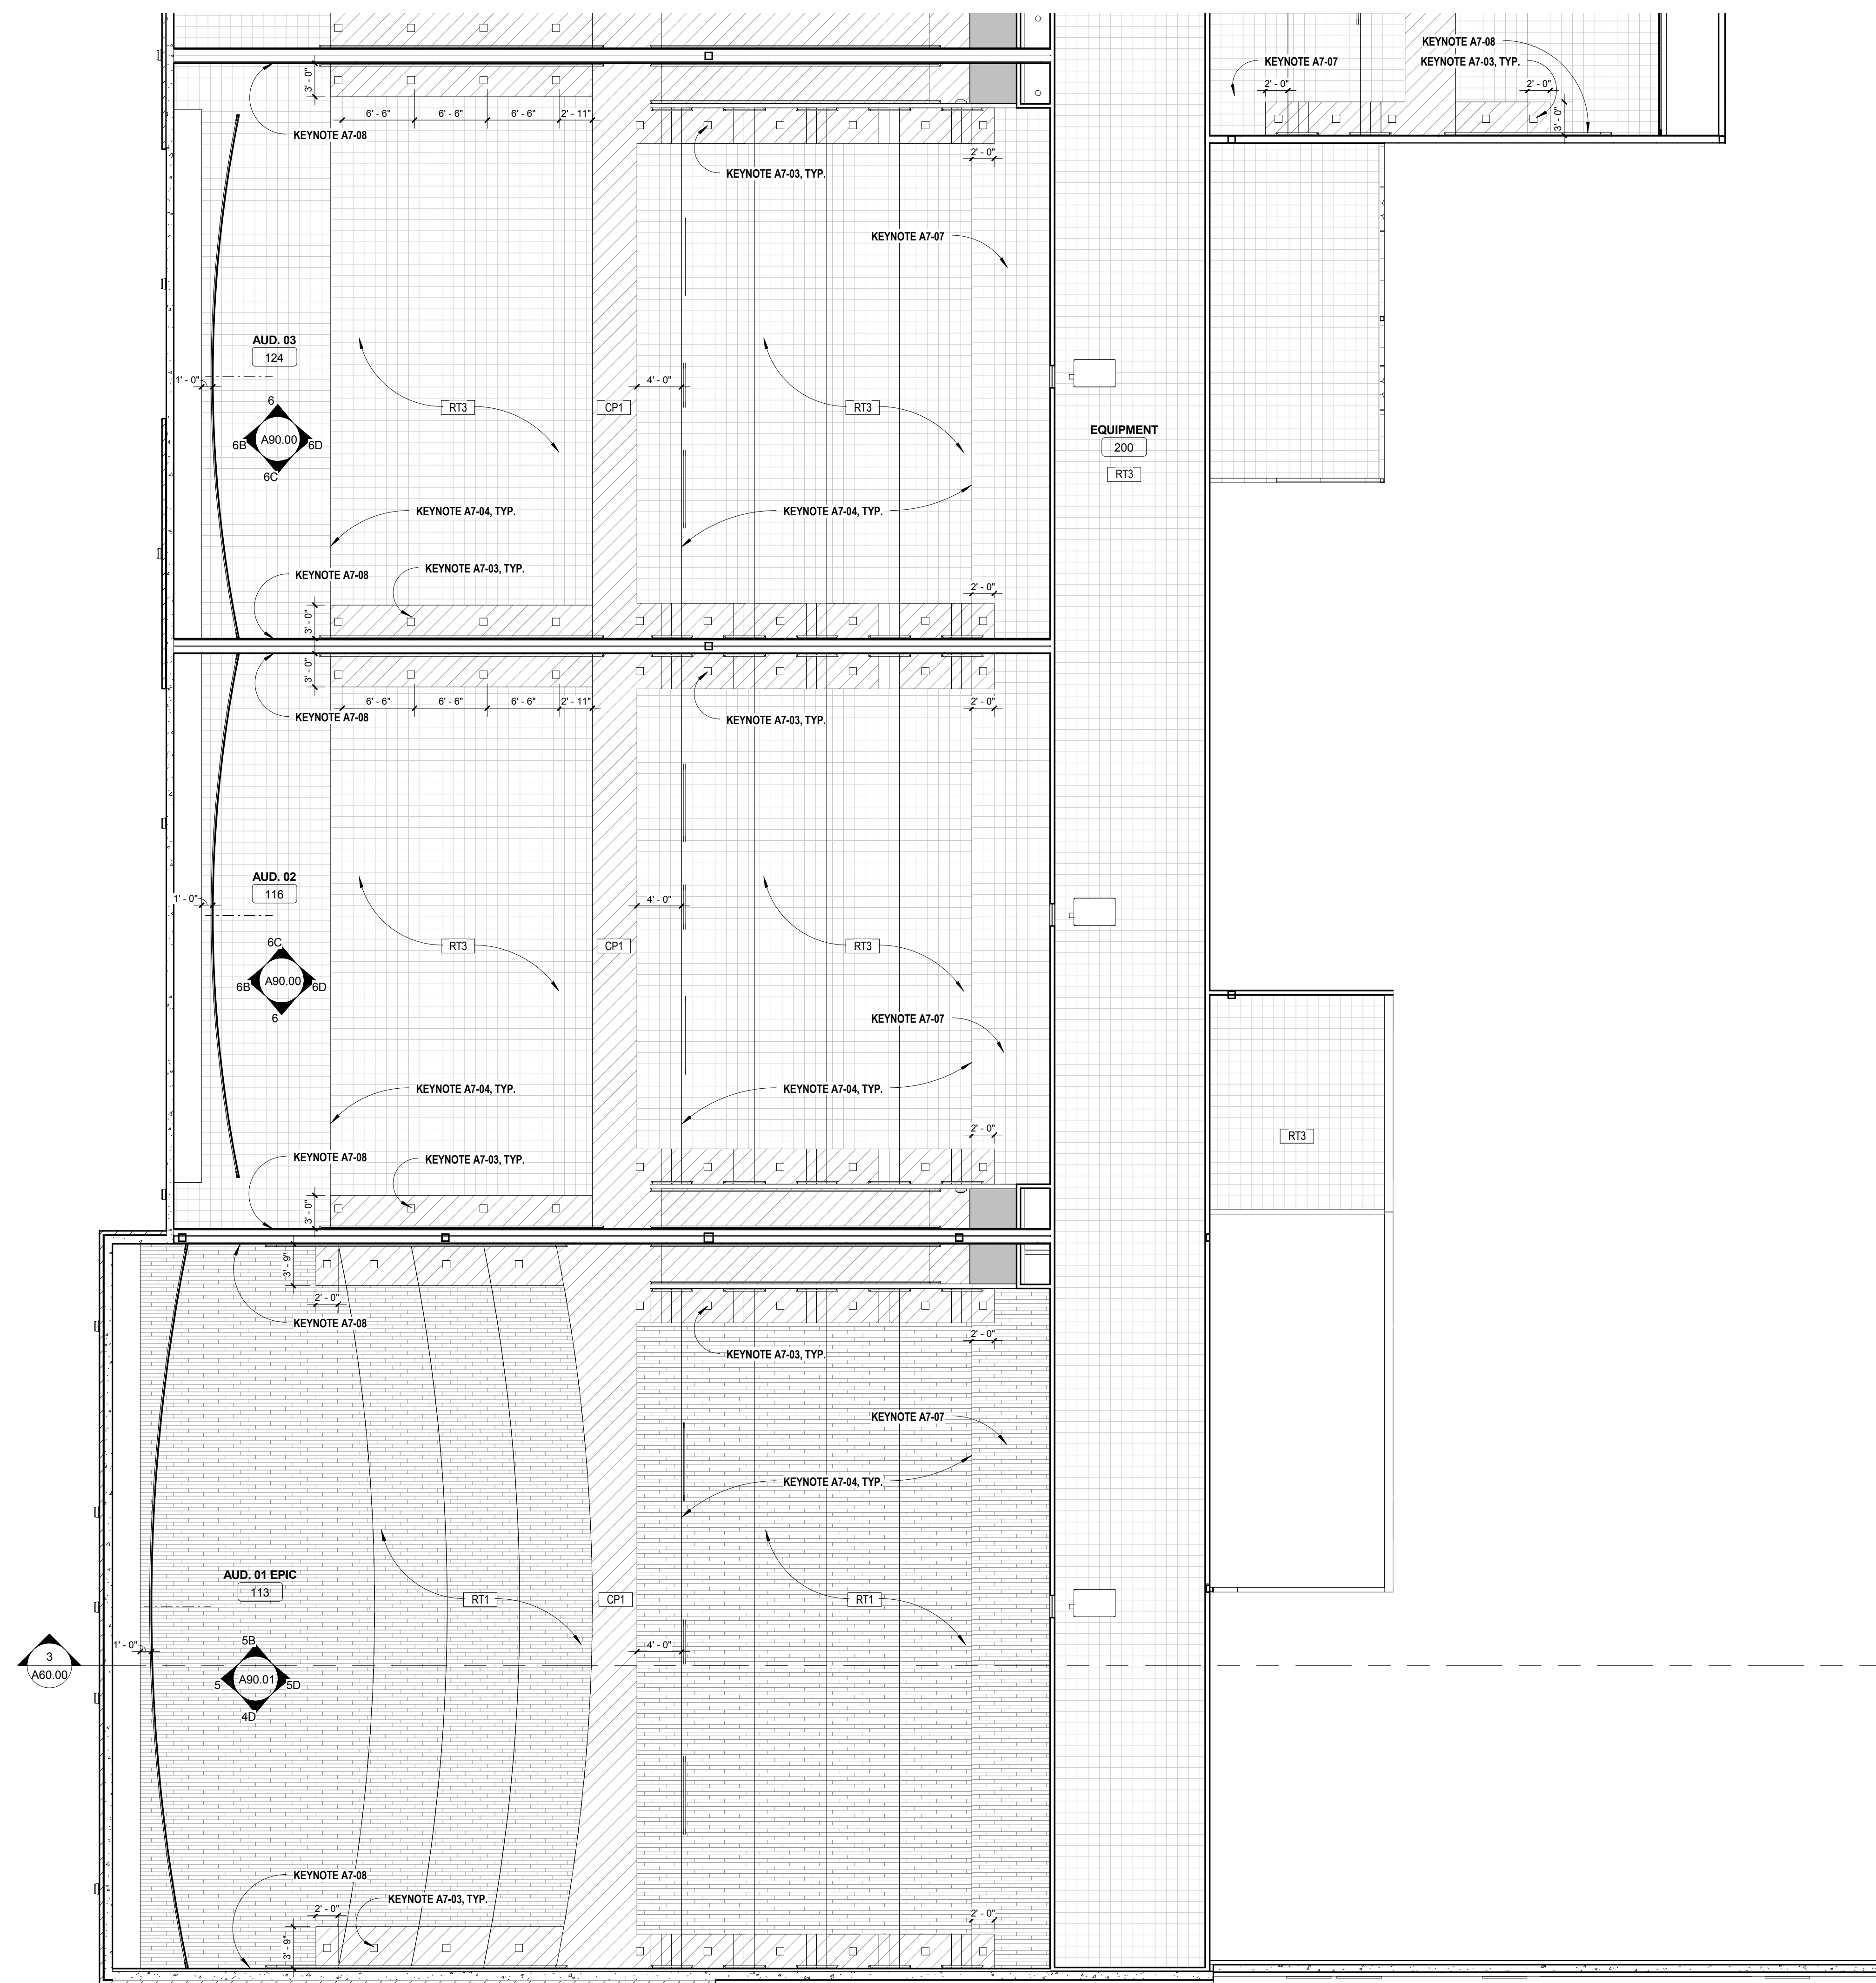 KEYNOTE A7-08
KEYNOTE A7-07
KEYNOTE A7-03, TYP.
2' - 0"
2' - 0"
3' - 0"
3' - 0"
6' - 6"
6' - 6"
6' - 6"
2' - 11"
KEYNOTE A7-08
KEYNOTE A7-03, TYP.
2' - 0"
KEYNOTE A7-07
AUD. 03
124
1' - 0"
4' - 0"
RT3
CP1
RT3
6
6B
A90.00
6D
6C
EQUIPMENT
200
RT3
KEYNOTE A7-04, TYP.
KEYNOTE A7-04, TYP.
KEYNOTE A7-08
KEYNOTE A7-03, TYP.
2' - 0"
3' - 0"
3' - 0"
6' - 6"
6' - 6"
6' - 6"
2' - 11"
2' - 0"
KEYNOTE A7-08
KEYNOTE A7-03, TYP.
AUD. 02
116
1' - 0"
4' - 0"
RT3
CP1
RT3
6C
6B
A90.00
6D
6
KEYNOTE A7-07
KEYNOTE A7-04, TYP.
KEYNOTE A7-04, TYP.
2' - 0"
RT3
KEYNOTE A7-08
KEYNOTE A7-03, TYP.
3' - 0"
3' - 9"
2' - 0"
KEYNOTE A7-08
2' - 0"
KEYNOTE A7-03, TYP.
KEYNOTE A7-07
KEYNOTE A7-04, TYP.
AUD. 01 EPIC
113
RT1
CP1
RT1
1' - 0"
4' - 0"
5B
5
A90.01
5D
4D
3
A60.00
KEYNOTE A7-08
KEYNOTE A7-03, TYP.
2' - 0"
2' - 0"
3' - 9"